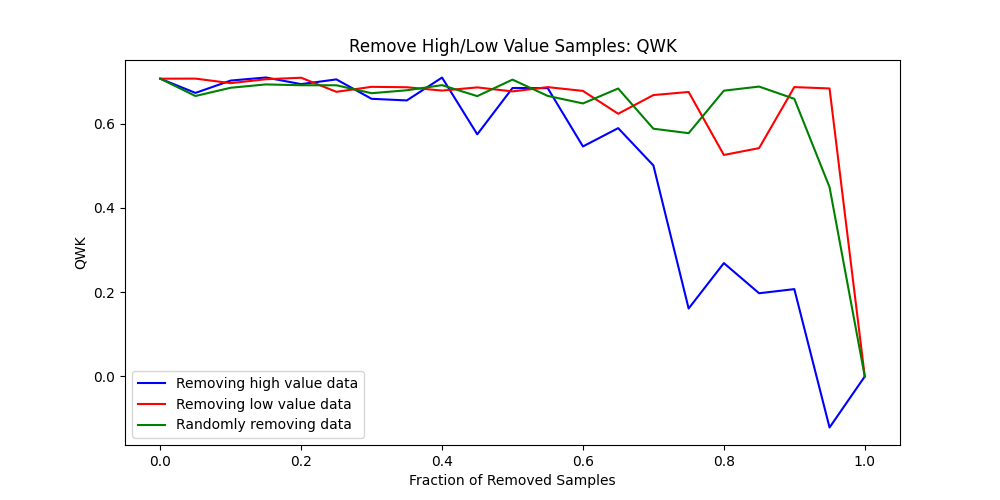 Remove High/Low Value Samples: QWK
QWK
0.6
0.4
0.2
0.0
Removing high value data
Removing low value data
Randomly removing data
0.0 0.2 0.4 0.6 0.8 1.0
Fraction of Removed Samples